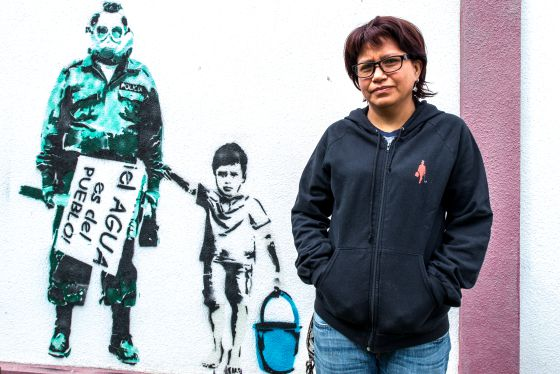 POLICIA
el AGUA
es del
PUEBLO!